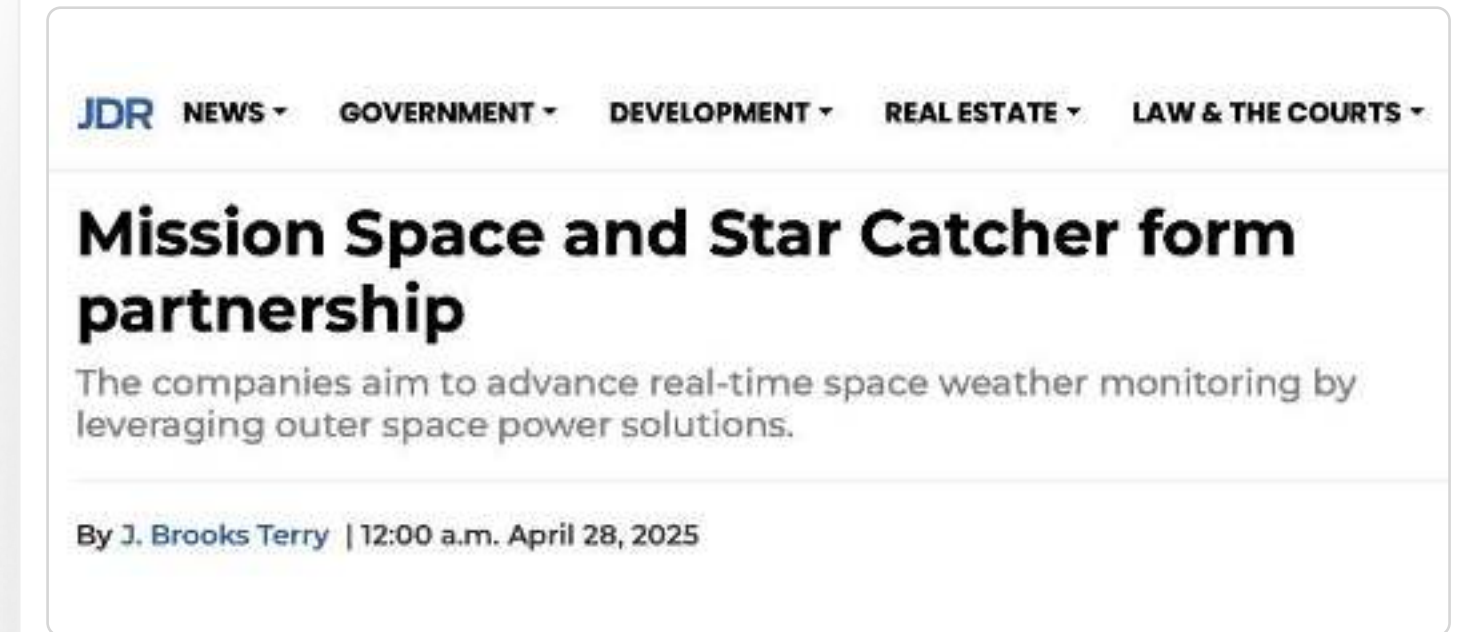 JDR NEWS GOVERNMENT DEVELOPMENT REAL ESTATE LAW & THE COURTS
Mission Space and Star Catcher form
partnership
The companies aim to advance real-time space weather monitoring by
leveraging outer space power solutions.
By J. Brooks Terry | 12:00 a.m. April 28, 2025